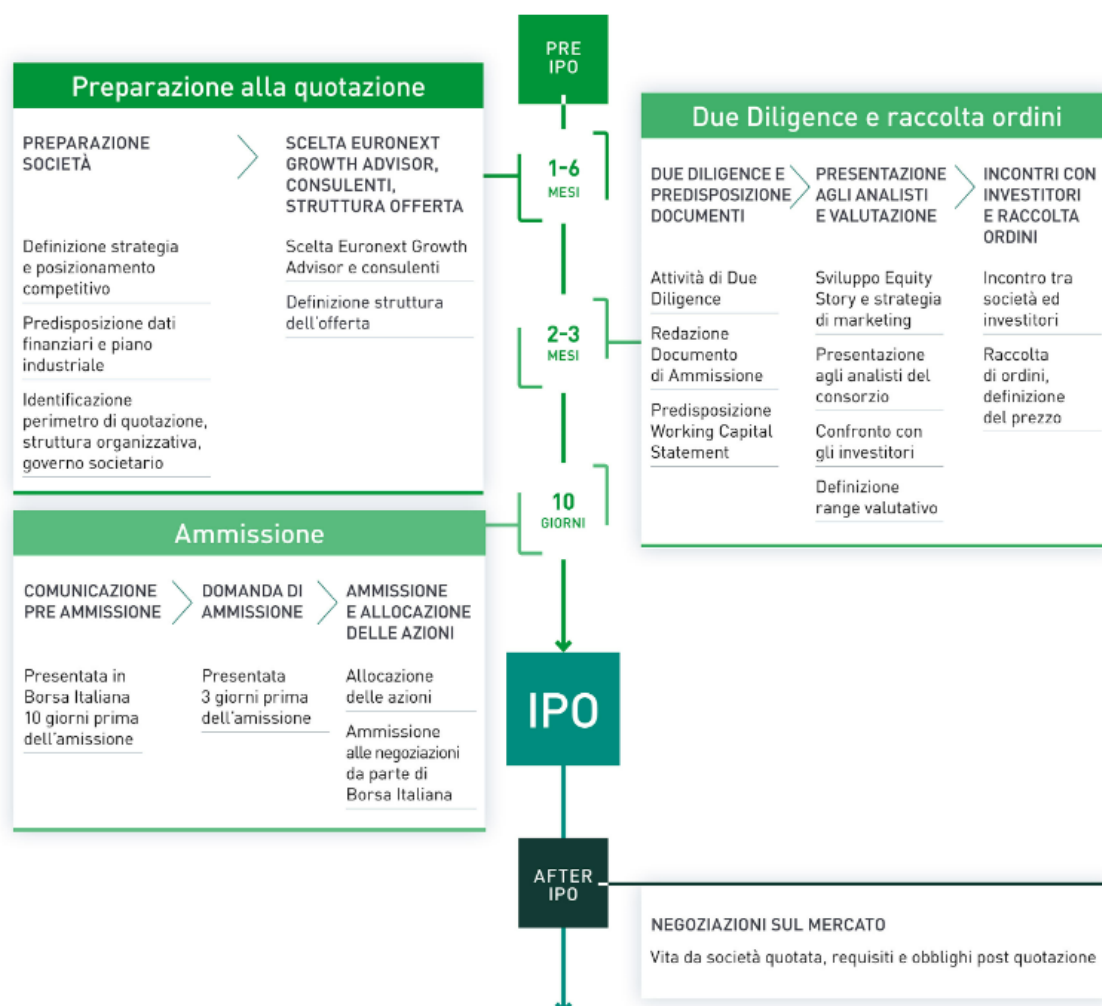 PRE
IPO
Preparazione alla quotazione
PREPARAZIONE
SOCIETÀ
Definizione strategia
e posizionamento
competitivo
Predisposizione dati
finanziari e piano
industriale
Identificazione
perimetro di quotazione,
struttura organizzativa,
governo societario
SCELTA EURONEXT
GROWTH ADVISOR,
CONSULENTI,
STRUTTURA OFFERTA
Scelta Euronext Growth
Advisor e consulenti
Definizione struttura
dell'offerta
1-6
MESI
Due Diligence e raccolta ordini
DUE DILIGENCE E
PREDISPOSIZIONE
DOCUMENTI
Attività di Due
Diligence
Redazione
Documento
di Ammissione
Predisposizione
Working Capital
Statement
PRESENTAZIONE
AGLI ANALISTI
E VALUTAZIONE
Sviluppo Equity
Story e strategia
di marketing
Presentazione
agli analisti del
consorzio
Confronto con
gli investitori
Definizione
range valutativo
INCONTRI CON
INVESTITORI
E RACCOLTA
ORDINI
Incontro tra
società ed
investitori
Raccolta
di ordini,
definizione
del prezzo
2-3
MESI
10
GIORNI
Ammissione
COMUNICAZIONE
PRE AMMISSIONE
Presentata in
Borsa Italiana
10 giorni prima
dell'amissione
DOMANDA DI
AMMISSIONE
Presentata
3 giorni prima
dell'amissione
AMMISSIONE
E ALLOCAZIONE
DELLE AZIONI
Allocazione
delle azioni
Ammissione
alle negoziazioni
da parte di
Borsa Italiana
IPO
AFTER
IPO
NEGOZIAZIONI SUL MERCATO
Vita da società quotata, requisiti e obblighi post quotazione